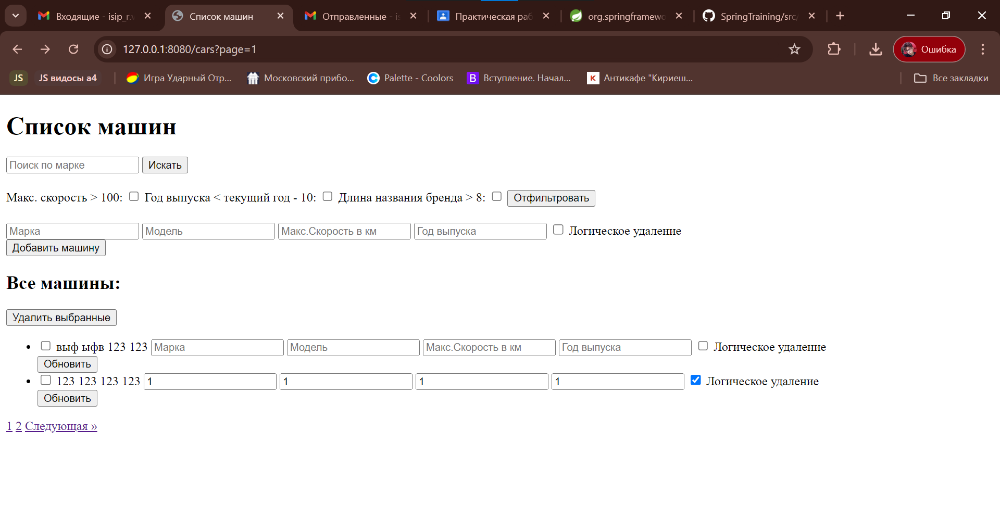 Входящие - isip_r.
Список машин
Отправленные - is
Практическая раб
org.springframewo
SpringTraining/src/
127.0.0.1:8080/cars?page=1
Ошибка
JS
JS видосы а4
Игра Ударный Отр...
Московский прибо...
Palette - Coolors
B
Вступление. Начал...
K
Антикафе "Кириеш...
Все закладки
Список машин
Поиск по марке Искать
Макс. скорость > 100: Год выпуска < текущий год - 10: Длина названия бренда > 8: Отфильтровать
Марка Модель Макс.Скорость в км Год выпуска Логическое удаление
Добавить машину
Все машины:
Удалить выбранные
• выф ыфв 123 123 Марка Модель Макс.Скорость в км Год выпуска Логическое удаление
Обновить
• 123 123 123 123 1 1 1 1 Логическое удаление
Обновить
1 2 Следующая »